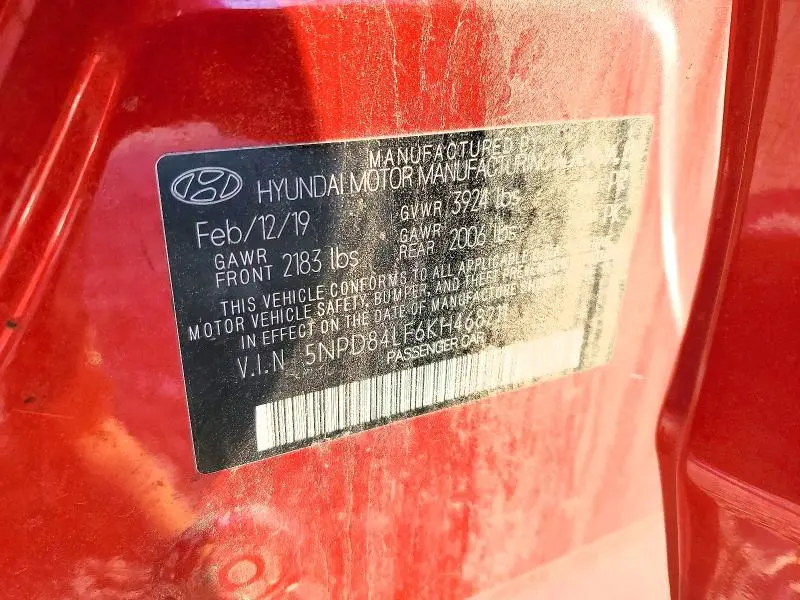 MANUFACTURED BY
HYUNDAI MOTOR MANUFACTURING
Feb/12/19 GVWR 3924 lbs
GAWR FRONT 2183 lbs GAWR REAR 2006 lbs
THIS VEHICLE CONFORMS TO ALL APPLICABLE
MOTOR VEHICLE SAFETY, BUMPER, AND THEFT
IN EFFECT ON THE DATE OF MANUFACTURE
V.I.N
PASSENGER CAR